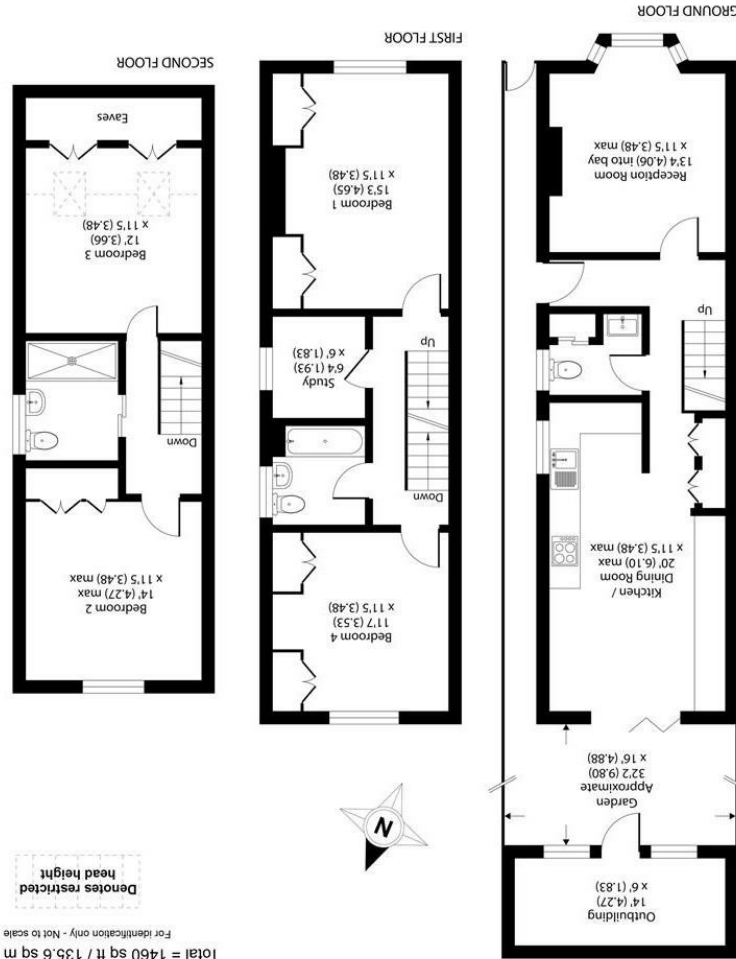 Total = 1460 sq ft / 135.6 sq m
For identification only - Not to scale
Denotes restricted
head height
N
Outbuilding
14' (4.27)
x 6' (1.83)
Garden
Approximate
32'2 (9.80)
x 16' (4.88)
Kitchen /
Dining Room
20' (6.10) max
x 11'5 (3.48) max
Up
Reception Room
13'4 (4.06) into bay
x 11'5 (3.48) max
GROUND FLOOR
Bedroom 4
11'7 (3.53)
x 11'5 (3.48)
Down
Study
6'4 (1.93)
x 6' (1.83)
Up
Bedroom 1
15'3 (4.65)
x 11'5 (3.48)
FIRST FLOOR
Bedroom 2
14' (4.27) max
x 11'5 (3.48) max
Down
Bedroom 3
12' (3.66)
x 11'5 (3.48)
Eaves
SECOND FLOOR